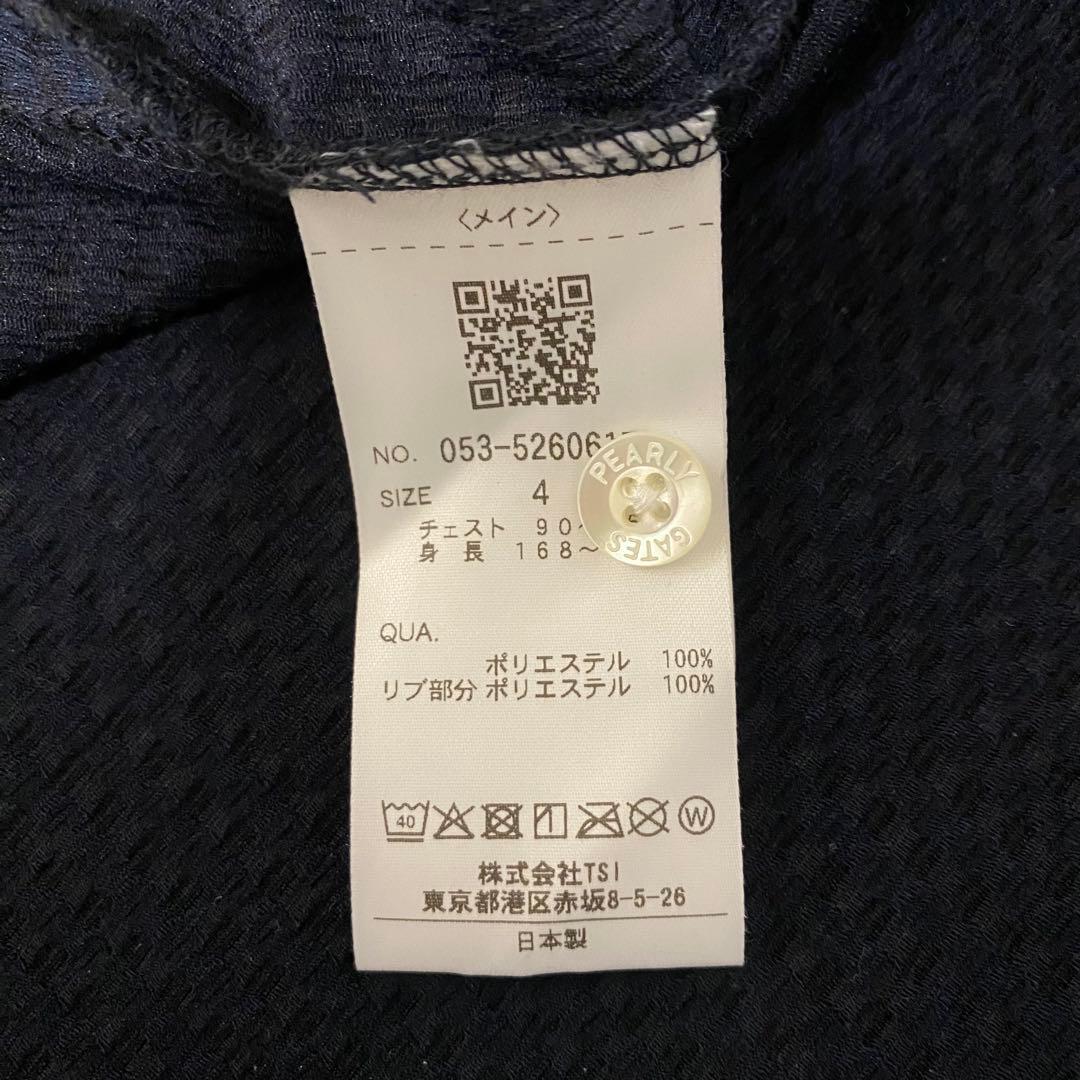 〈メイン〉
NO. 053-526061
SIZE 4
チェスト 90~
身長 168~
PEARLY
GATES
QUA.
ポリエステル 100%
リブ部分 ポリエステル 100%
40
W
株式会社TSI
東京都港区赤坂8-5-26
日本製